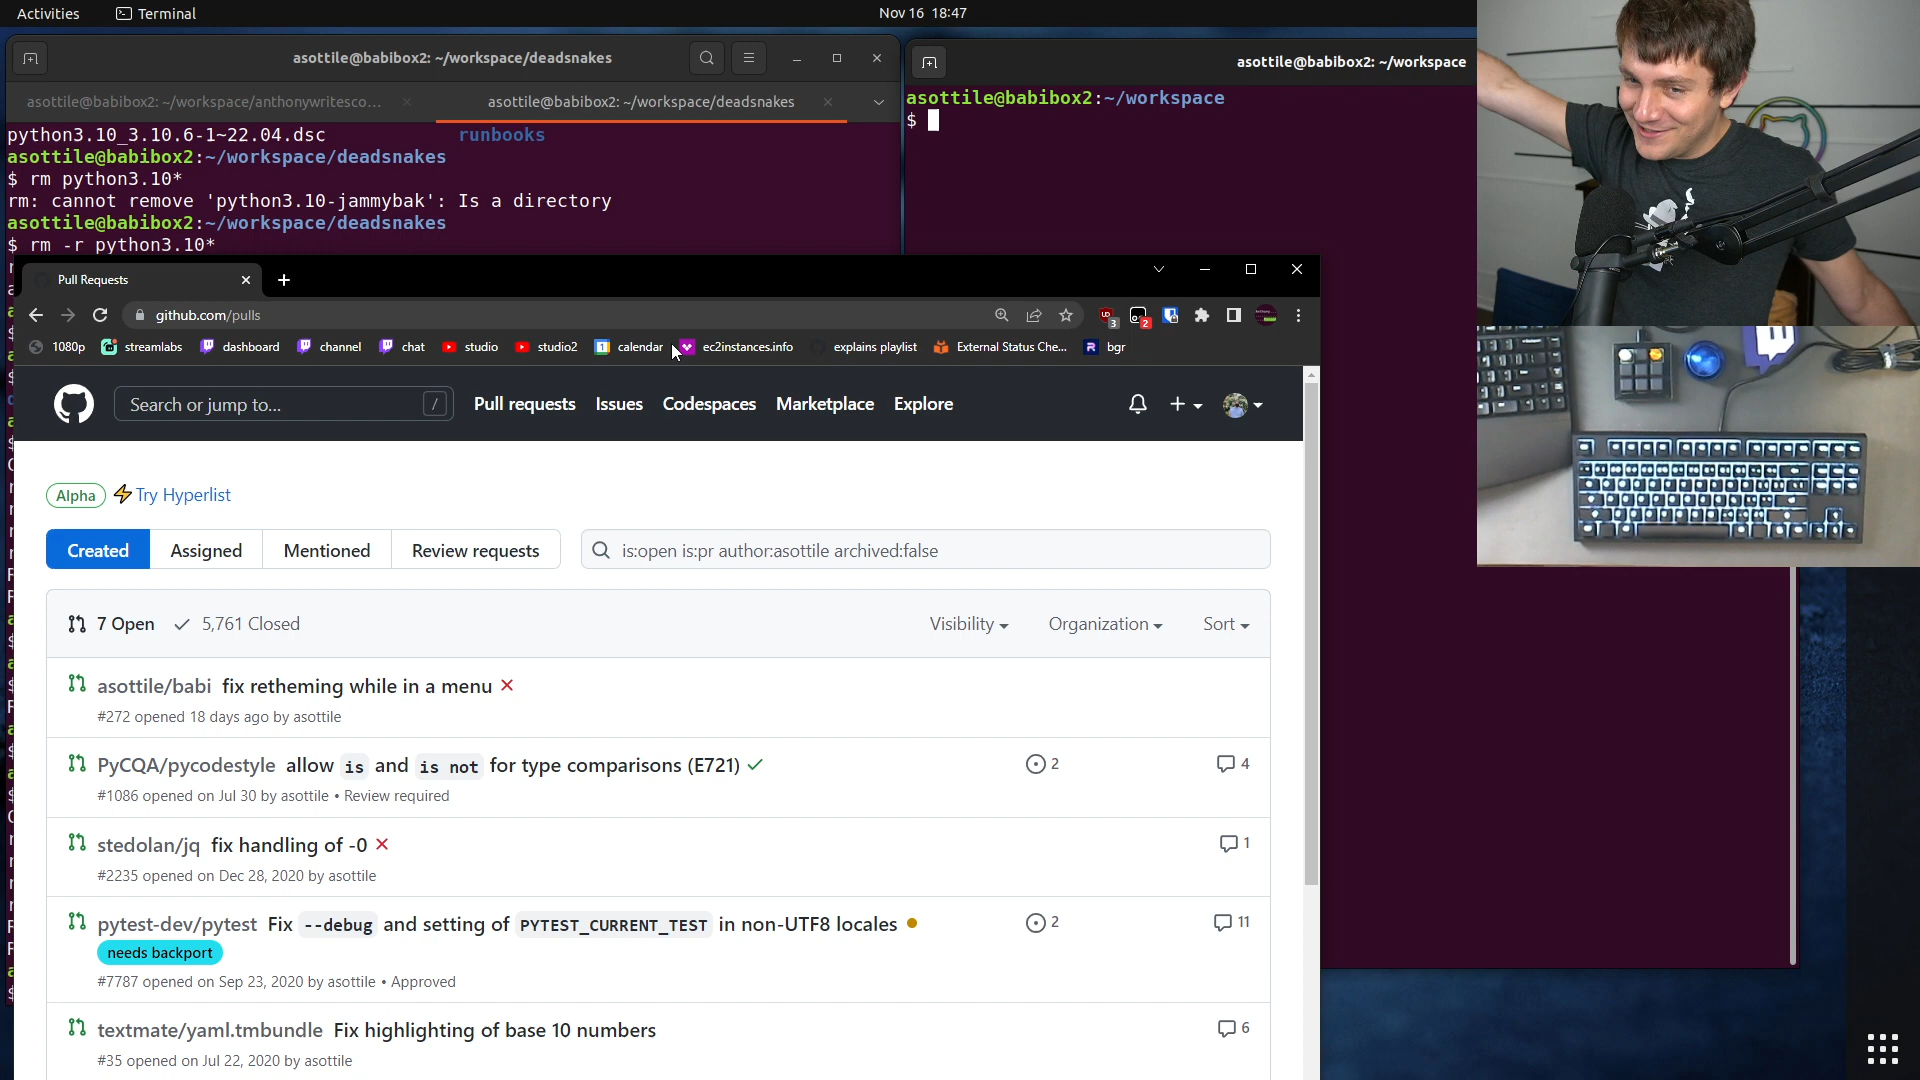 Activities
Terminal
Nov 16 18:47
asottile@babibox2: ~/workspace/deadsnakes
asottile@babibox2: ~/workspace/anthonywritesco...
asottile@babibox2: ~/workspace/deadsnakes
python3.10_3.10.6-1~22.04.dsc runbooks
asottile@babibox2:~/workspace/deadsnakes
$ rm python3.10*
rm: cannot remove 'python3.10-jammybak': Is a directory
asottile@babibox2:~/workspace/deadsnakes
$ rm -r python3.10*
asottile@babibox2: ~/workspace
asottile@babibox2:~/workspace
$
Pull Requests
github.com/pulls
3
2
1080p
streamlabs
dashboard
channel
chat
studio
studio2
calendar
ec2instances.info
explains playlist
External Status Che...
bgr
Search or jump to... /
Pull requests
Issues
Codespaces
Marketplace
Explore
Alpha
Try Hyperlist
Created
Assigned
Mentioned
Review requests
is:open is:pr author:asottile archived:false
7 Open
5,761 Closed
Visibility
Organization
Sort
asottile/babi fix retheming while in a menu
#272 opened 18 days ago by asottile
PyCQA/pycodestyle allow is and is not for type comparisons (E721) 2 4
#1086 opened on Jul 30 by asottile • Review required
stedolan/jq fix handling of -0 1
#2235 opened on Dec 28, 2020 by asottile
pytest-dev/pytest Fix --debug and setting of PYTEST_CURRENT_TEST in non-UTF8 locales 2 11
needs backport
#7787 opened on Sep 23, 2020 by asottile • Approved
textmate/yaml.tmbundle Fix highlighting of base 10 numbers 6
#35 opened on Jul 22, 2020 by asottile